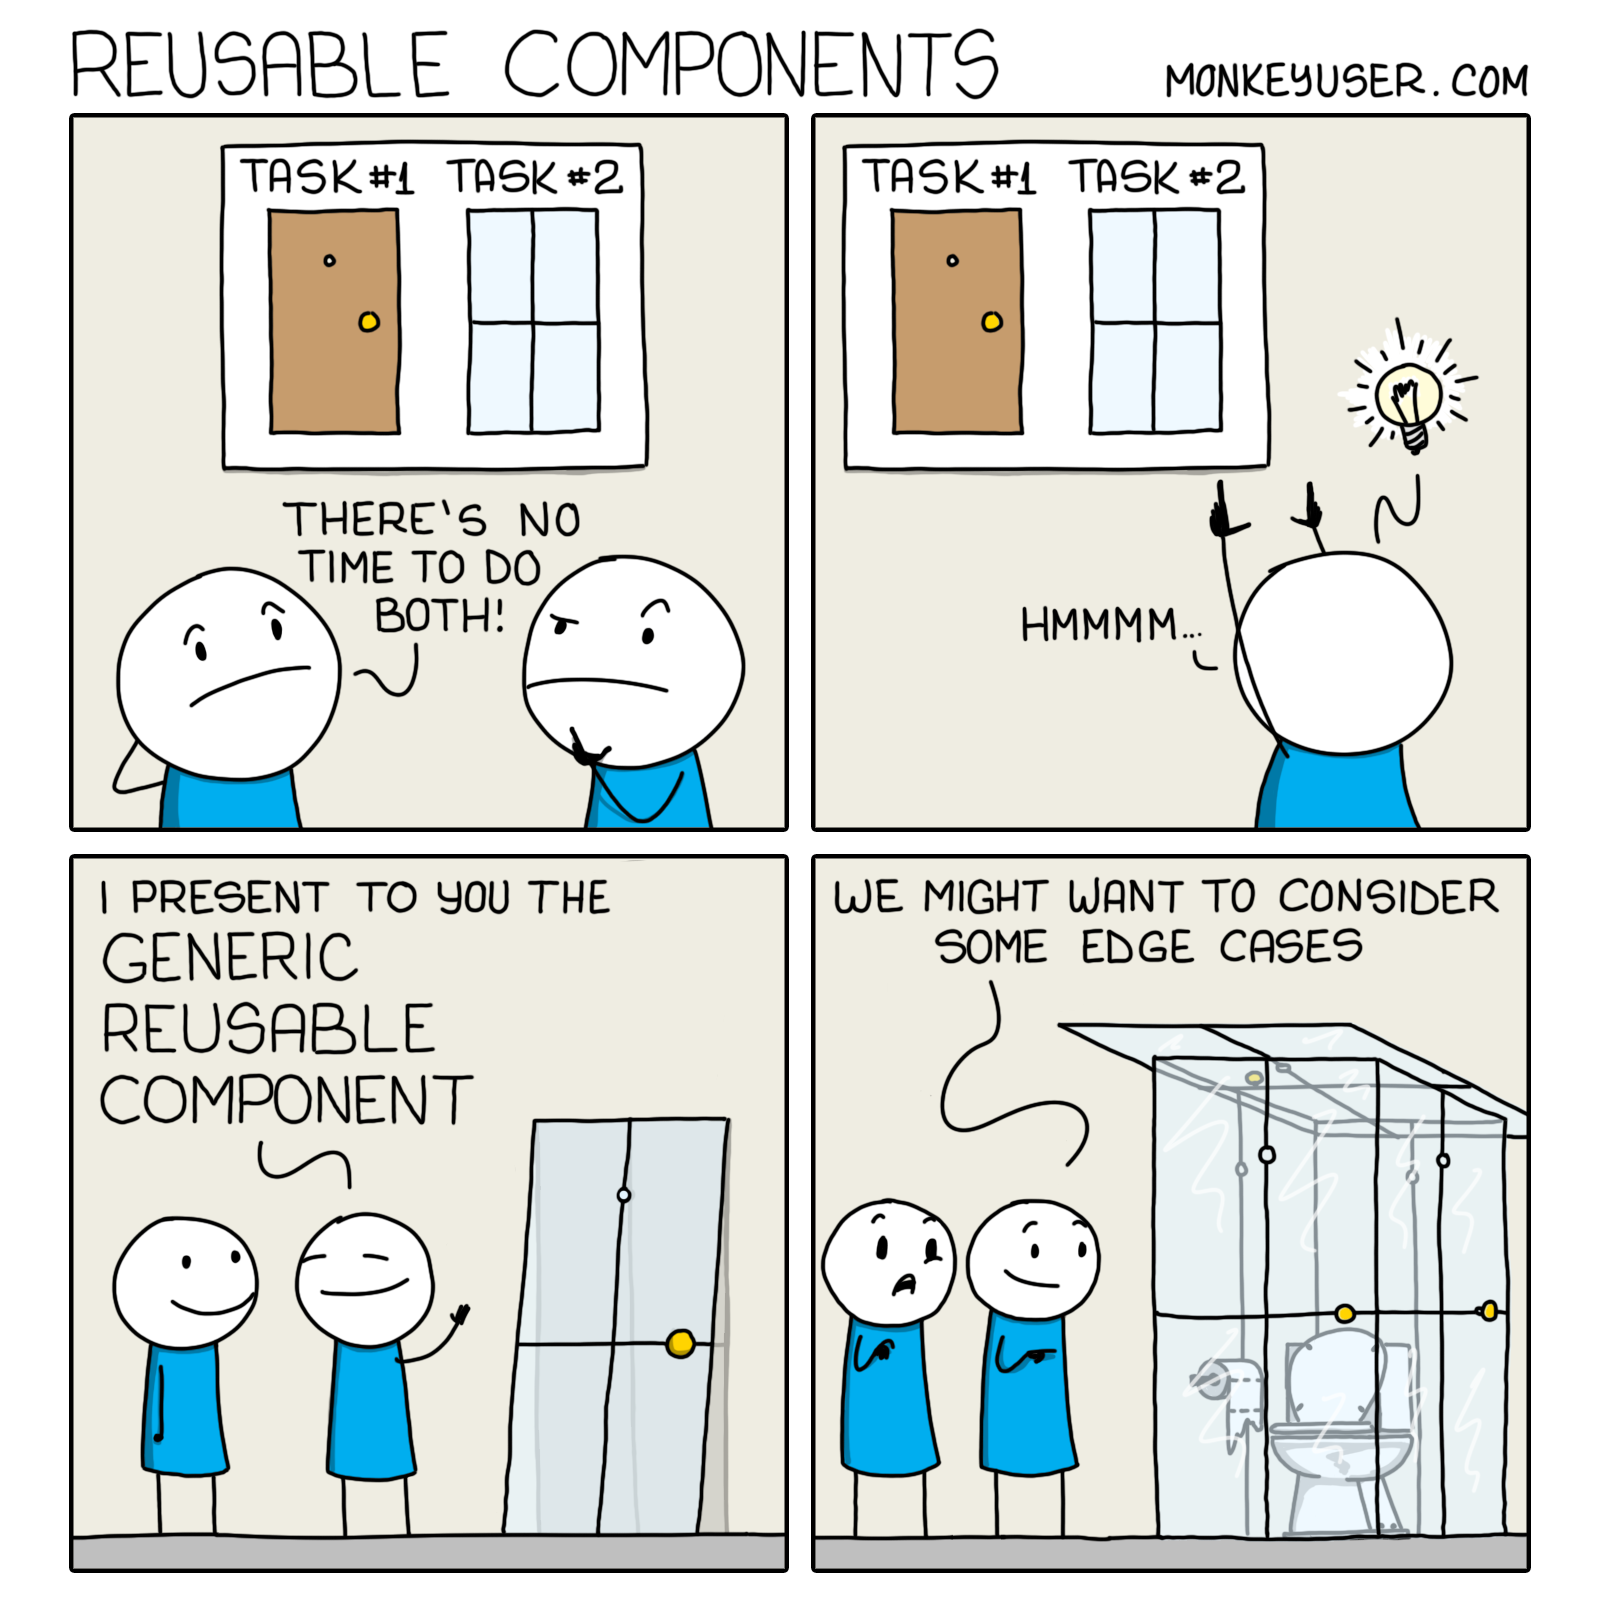 REUSABLE COMPONENTS
MONKEYUSER.COM
TASK #1 TASK #2
THERE'S NO
TIME TO DO
BOTH!
TASK #1 TASK #2
HMMMM...
I PRESENT TO YOU THE
GENERIC
REUSABLE
COMPONENT
WE MIGHT WANT TO CONSIDER
SOME EDGE CASES